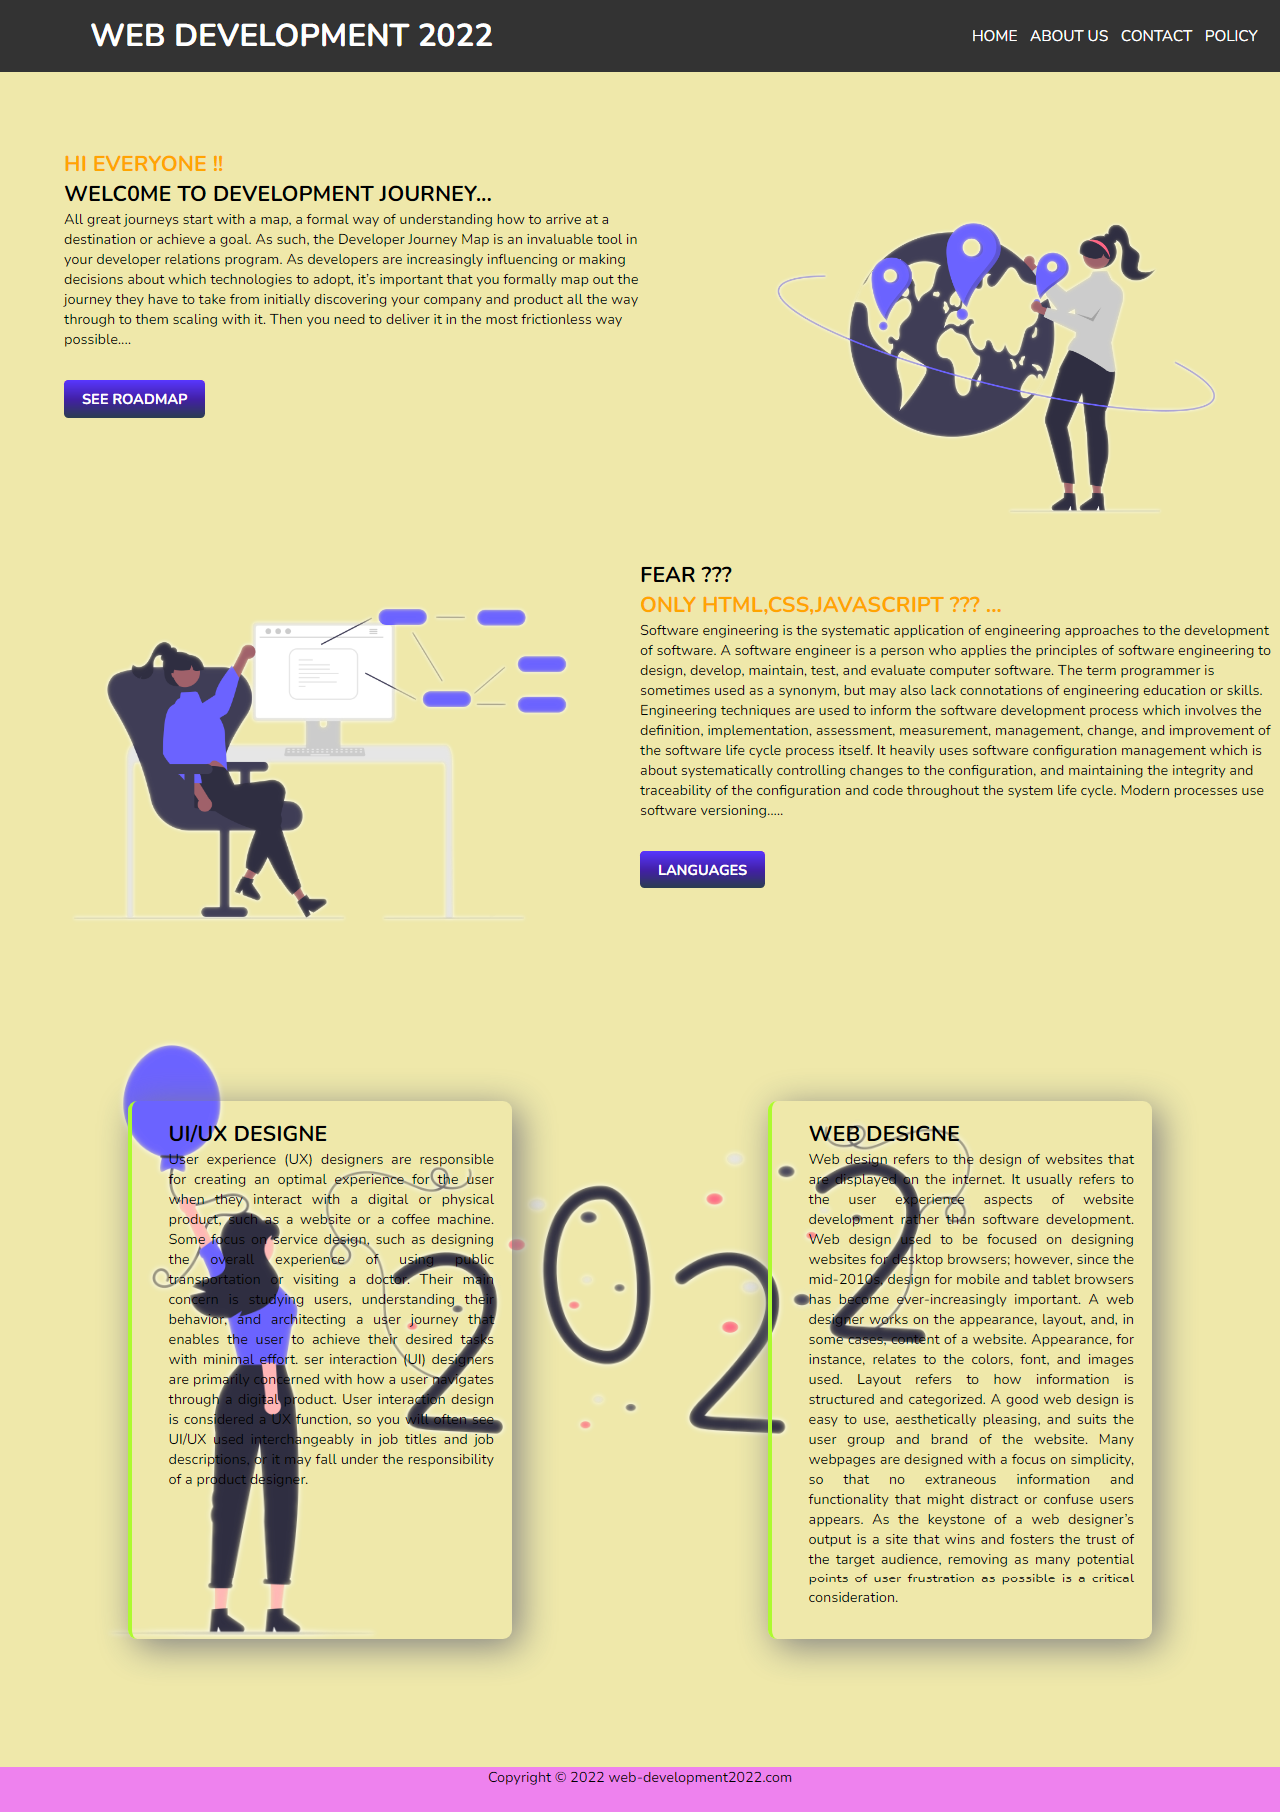 WEB DEVELOPMENT 2022
HOME ABOUT US CONTACT POLICY
HI EVERYONE !!
WELC0ME TO DEVELOPMENT JOURNEY...
All great journeys start with a map, a formal way of understanding how to arrive at a
destination or achieve a goal. As such, the Developer Journey Map is an invaluable tool in
your developer relations program. As developers are increasingly influencing or making
decisions about which technologies to adopt, it's important that you formally map out the
journey they have to take from initially discovering your company and product all the way
through to them scaling with it. Then you need to deliver it in the most frictionless way
possible....
SEE ROADMAP
FEAR ???
ONLY HTML,CSS,JAVASCRIPT ??? ...
Software engineering is the systematic application of engineering approaches to the development
of software. A software engineer is a person who applies the principles of software engineering to
design, develop, maintain, test, and evaluate computer software. The term programmer is
sometimes used as a synonym, but may also lack connotations of engineering education or skills.
Engineering techniques are used to inform the software development process which involves the
definition, implementation, assessment, measurement, management, change, and improvement of
the software life cycle process itself. It heavily uses software configuration management which is
about systematically controlling changes to the configuration, and maintaining the integrity and
traceability of the configuration and code throughout the system life cycle. Modern processes use
software versioning.....
LANGUAGES
UI/UX DESIGNE
User experience (UX) designers are responsible
for creating an optimal experience for the user
when they interact with a digital or physical
product, such as a website or a coffee machine.
Some focus on service design, such as designing
the overall experience of using public
transportation or visiting a doctor. Their main
concern is studying users, understanding their
behavior, and architecting a user journey that
enables the user to achieve their desired tasks
with minimal effort. ser interaction (UI) designers
are primarily concerned with how a user navigates
through a digital product. User interaction design
is considered a UX function, so you will often see
UI/UX used interchangeably in job titles and job
descriptions, or it may fall under the responsibility
of a product designer.
2022
WEB DESIGNE
Web design refers to the design of websites that
are displayed on the internet. It usually refers to
the user experience aspects of website
development rather than software development.
Web design used to be focused on designing
websites for desktop browsers; however, since the
mid-2010s, design for mobile and tablet browsers
has become ever-increasingly important. A web
designer works on the appearance, layout, and, in
some cases, content of a website. Appearance, for
instance, relates to the colors, font, and images
used. Layout refers to how information is
structured and categorized. A good web design is
easy to use, aesthetically pleasing, and suits the
user group and brand of the website. Many
webpages are designed with a focus on simplicity,
so that no extraneous information and
functionality that might distract or confuse users
appears. As the keystone of a web designer's
output is a site that wins and fosters the trust of
the target audience, removing as many potential
points of user frustration as possible is a critical
consideration.
Copyright © 2022 web-development2022.com